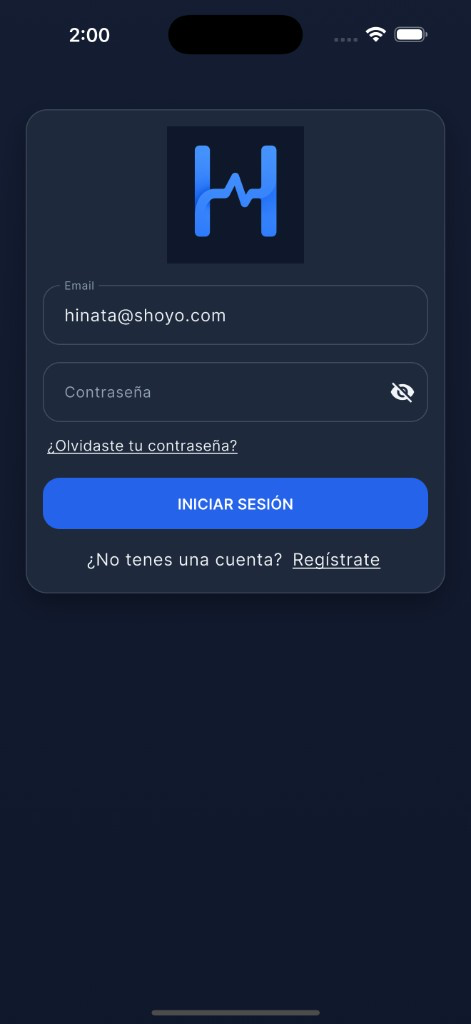 2:00
Email
hinata@shoyo.com
Contraseña
¿Olvidaste tu contraseña?
INICIAR SESIÓN
¿No tenes una cuenta? Regístrate